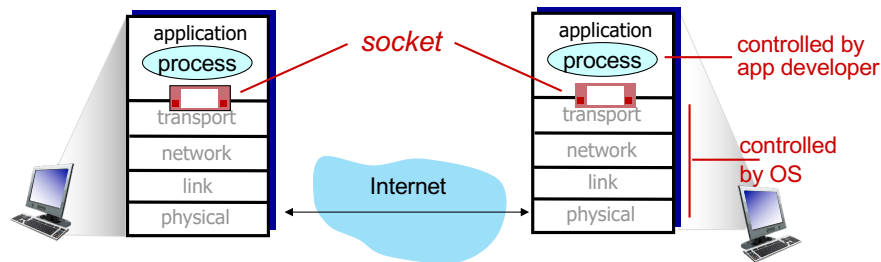 application
process
transport
network
link
physical
socket
Internet
application
process
transport
network
link
physical
controlled by
app developer
controlled
by OS